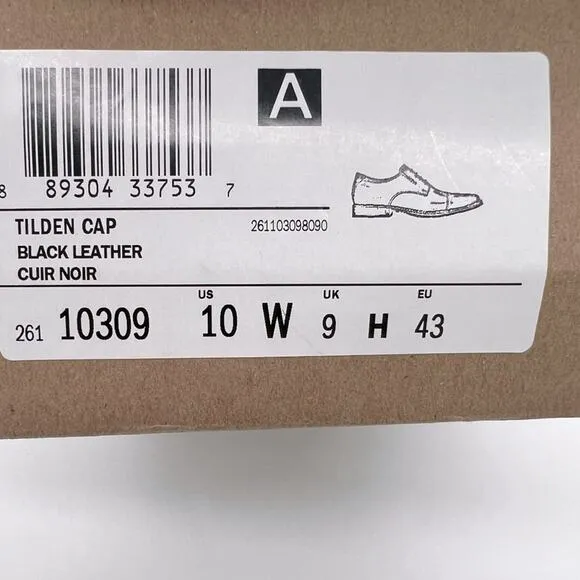 A
8 89304 33753 7
TILDEN CAP 261103098090
BLACK LEATHER
CUIR NOIR
US UK EU
261 10309 10 W 9 H 43